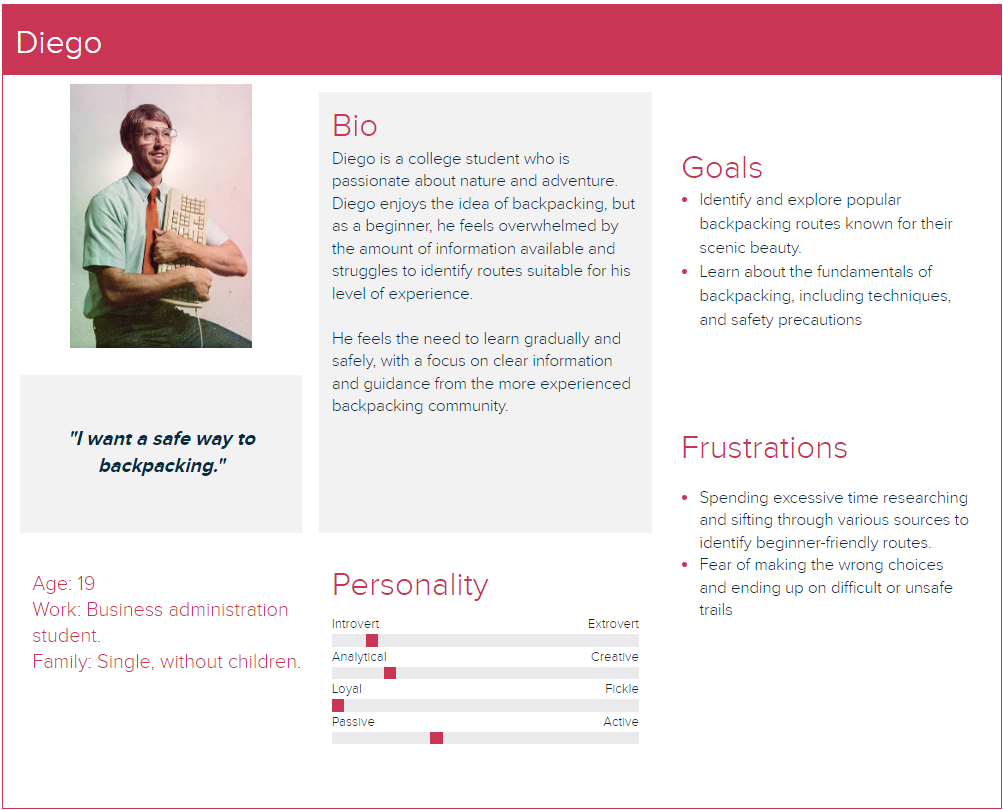 Diego
"I want a safe way to
backpacking."
Age: 19
Work: Business administration
student.
Family: Single, without children.
Bio
Diego is a college student who is
passionate about nature and adventure.
Diego enjoys the idea of backpacking, but
as a beginner, he feels overwhelmed by
the amount of information available and
struggles to identify routes suitable for his
level of experience.
He feels the need to learn gradually and
safely, with a focus on clear information
and guidance from the more experienced
backpacking community.
Personality
Introvert Extrovert
Analytical Creative
Loyal Fickle
Passive Active
Goals
• Identify and explore popular
backpacking routes known for their
scenic beauty.
• Learn about the fundamentals of
backpacking, including techniques,
and safety precautions
Frustrations
• Spending excessive time researching
and sifting through various sources to
identify beginner-friendly routes.
• Fear of making the wrong choices
and ending up on difficult or unsafe
trails